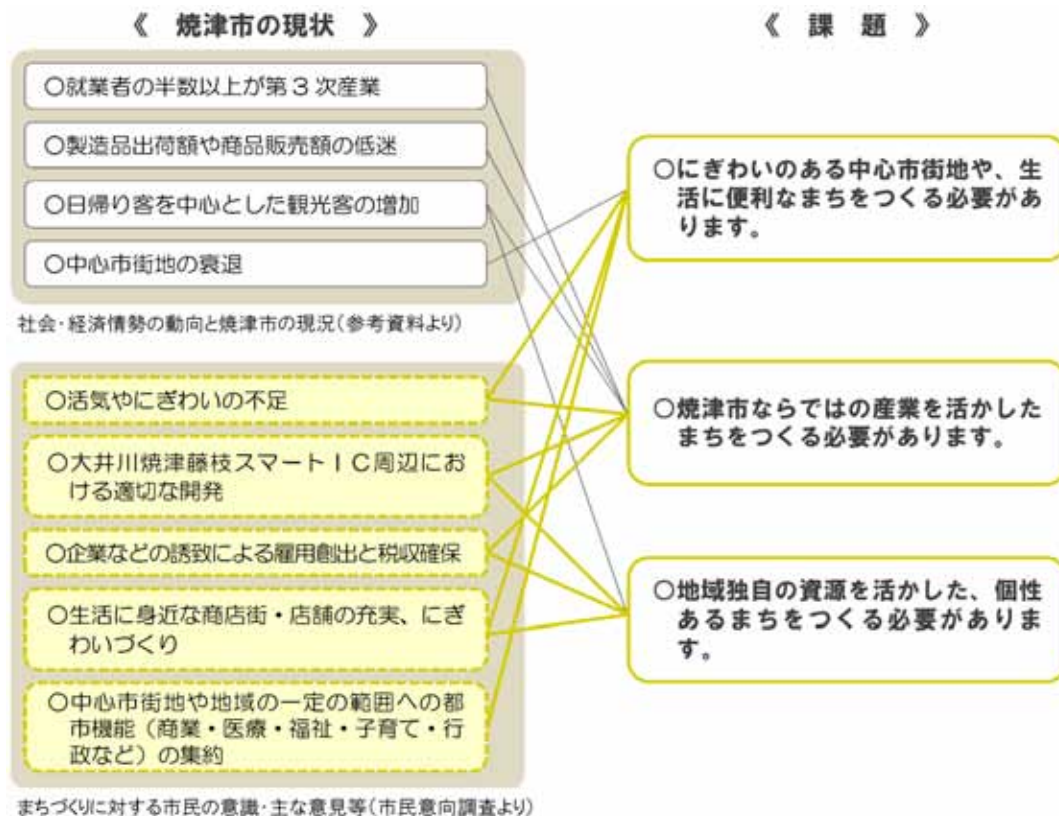 《 焼津市の現状 》
○就業者の半数以上が第３次産業
○製造品出荷額や商品販売額の低迷
○日帰り客を中心とした観光客の増加
○中心市街地の衰退
社会・経済情勢の動向と焼津市の現況（参考資料より）
○活気やにぎわいの不足
○大井川焼津藤枝スマートＩＣ周辺にお
ける適切な開発
○企業などの誘致による雇用創出と税収確保
○生活に身近な商店街・店舗の充実、にぎ
わいづくり
○中心市街地や地域の一定の範囲への都
市機能（商業・医療・福祉・子育て・行
政など）の集約
まちづくりに対する市民の意識・主な意見等（市民意向調査より）
《 課 題 》
○にぎわいのある中心市街地や、生
活に便利なまちをつくる必要があ
ります。
○焼津市ならではの産業を活かした
まちをつくる必要があります。
○地域独自の資源を活かした、個性
あるまちをつくる必要がありま
す。